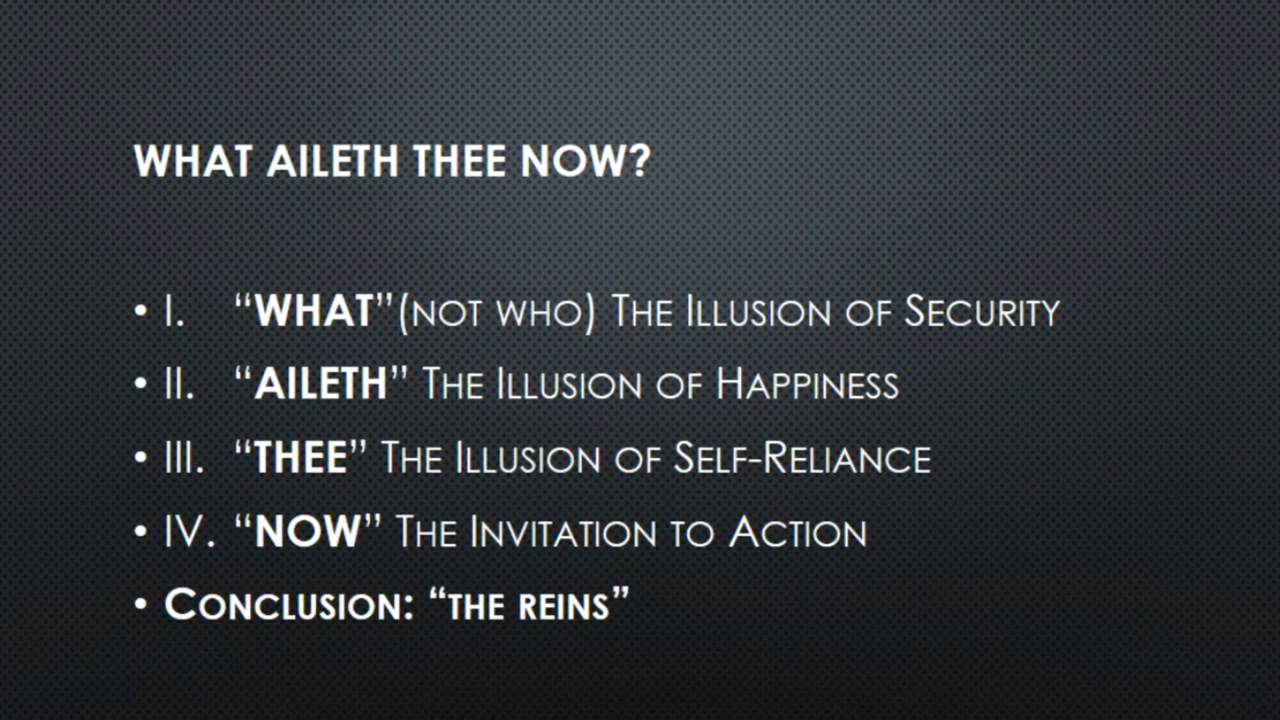 WHAT AILETH THEE NOW?
• I. “WHAT”(NOT WHO) THE ILLUSION OF SECURITY
• II. “AILETH” THE ILLUSION OF HAPPINESS
• III. “THEE” THE ILLUSION OF SELF-RELIANCE
• IV. “NOW” THE INVITATION TO ACTION
• CONCLUSION: “THE REINS”